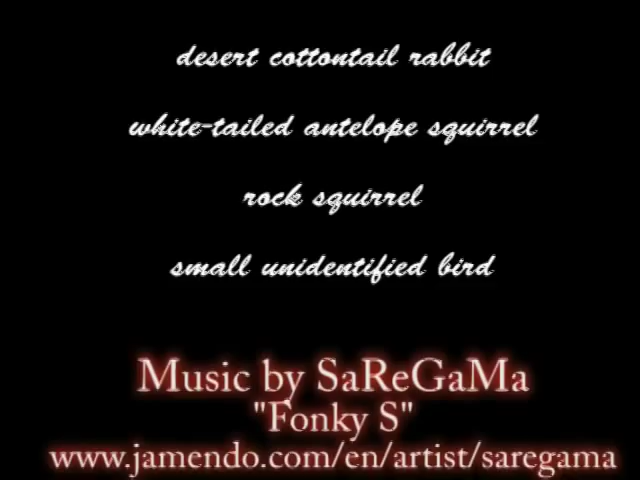 desert cottontail rabbit
white-tailed antelope squirrel
rock squirrel
small unidentified bird
Music by SaReGaMa
"Fonky S"
www.jamendo.com/en/artist/saregama